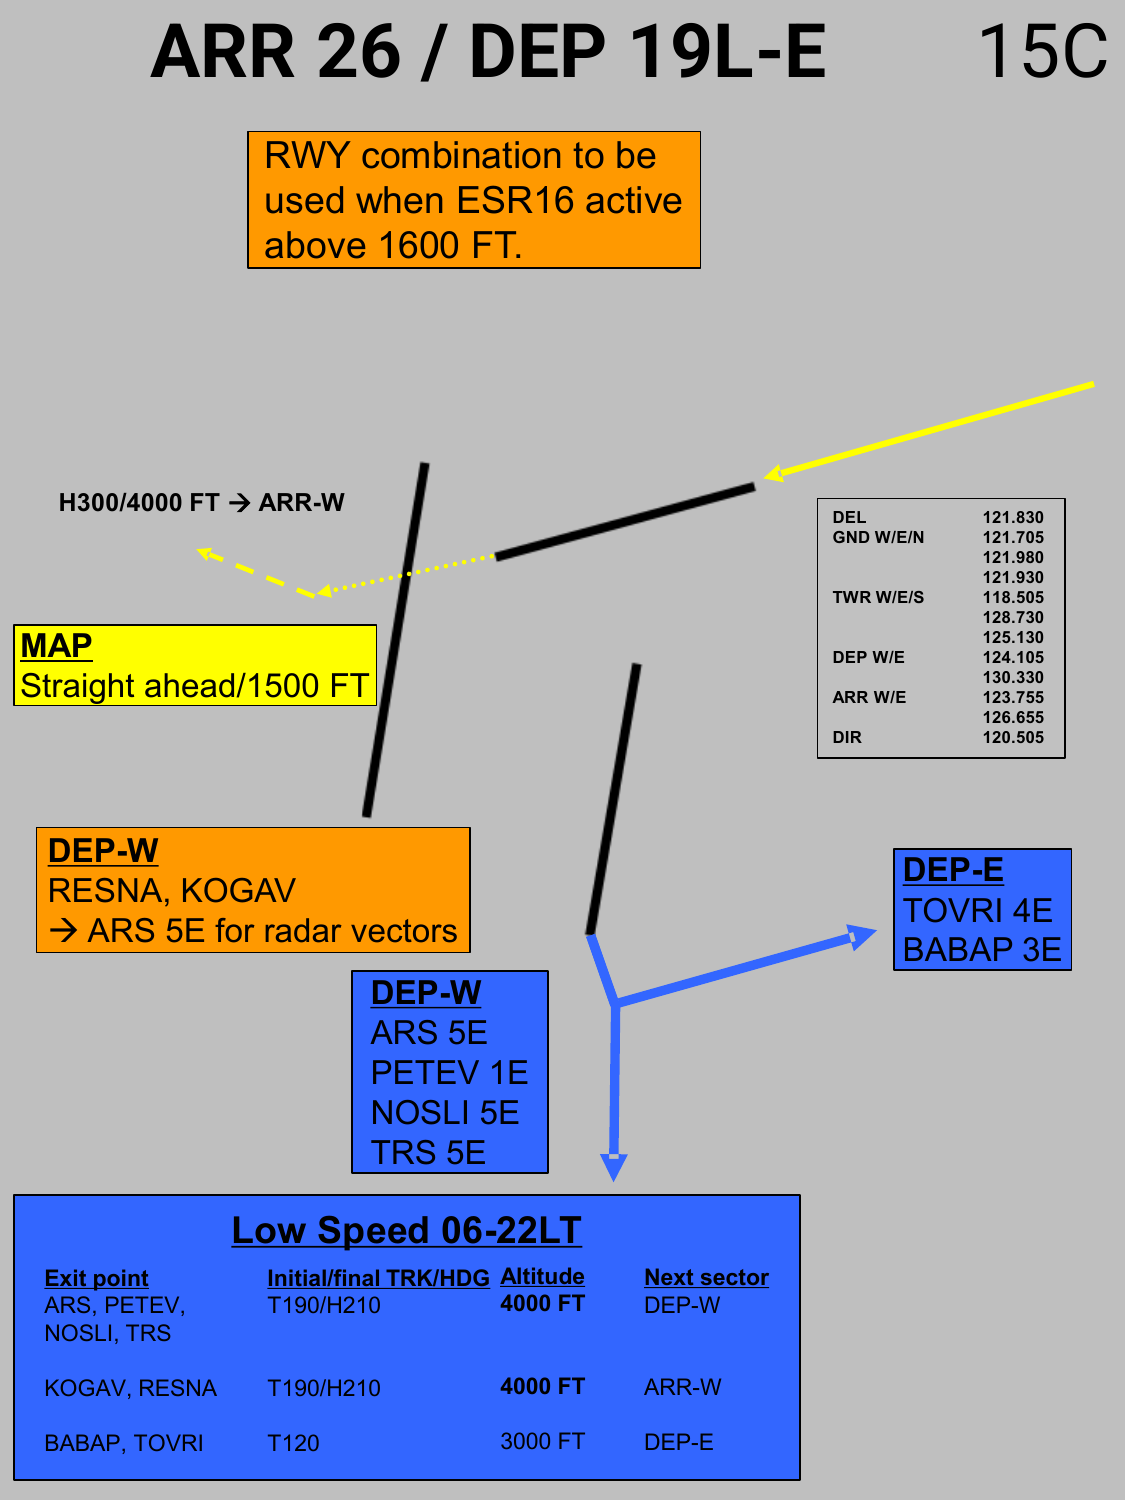 ARR 26 / DEP 19L-E 15C
RWY combination to be
used when ESR16 active
above 1600 FT.
H300/4000 FT → ARR-W
DEL 121.830
GND W/E/N 121.705
121.980
121.930
TWR W/E/S 118.505
128.730
125.130
DEP W/E 124.105
130.330
ARR W/E 123.755
126.655
DIR 120.505
MAP
Straight ahead/1500 FT
DEP-W
RESNA, KOGAV
→ ARS 5E for radar vectors
DEP-E
TOVRI 4E
BABAP 3E
DEP-W
ARS 5E
PETEV 1E
NOSLI 5E
TRS 5E
Low Speed 06-22LT
Exit point Initial/final TRK/HDG Altitude Next sector
ARS, PETEV, T190/H210 4000 FT DEP-W
NOSLI, TRS
KOGAV, RESNA T190/H210 4000 FT ARR-W
BABAP, TOVRI T120 3000 FT DEP-E